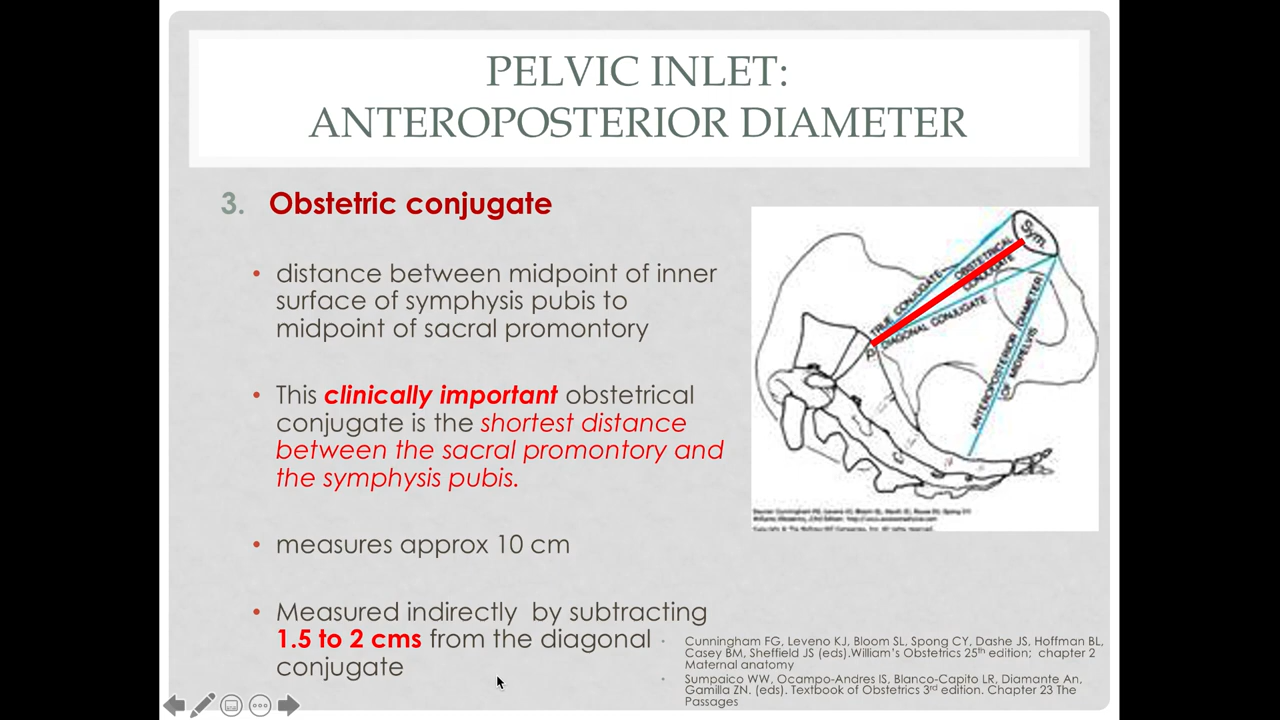 PELVIC INLET:
ANTEROPOSTERIOR DIAMETER
3. Obstetric conjugate
• distance between midpoint of inner
surface of symphysis pubis to
midpoint of sacral promontory
• This clinically important obstetrical
conjugate is the shortest distance
between the sacral promontory and
the symphysis pubis.
• measures approx 10 cm
• Measured indirectly by subtracting
1.5 to 2 cms from the diagonal
conjugate
Sym.
TRUE CONJUGATE
OBSTETRICAL
CONJUGATE
DIAGONAL CONJUGATE
P.
ANTEROPOSTERIOR DIAMETER
OF MIDPELVIS
• Cunningham FG, Leveno KJ, Bloom SL, Spong CY, Dashe JS, Hoffman BL,
Casey BM, Sheffield JS (eds).William's Obstetrics 25th edition; chapter 2
Maternal anatomy
• Sumpaico WW, Ocampo-Andres IS, Blanco-Capito LR, Diamante An,
Gamilla ZN. (eds). Textbook of Obstetrics 3rd edition. Chapter 23 The
Passages